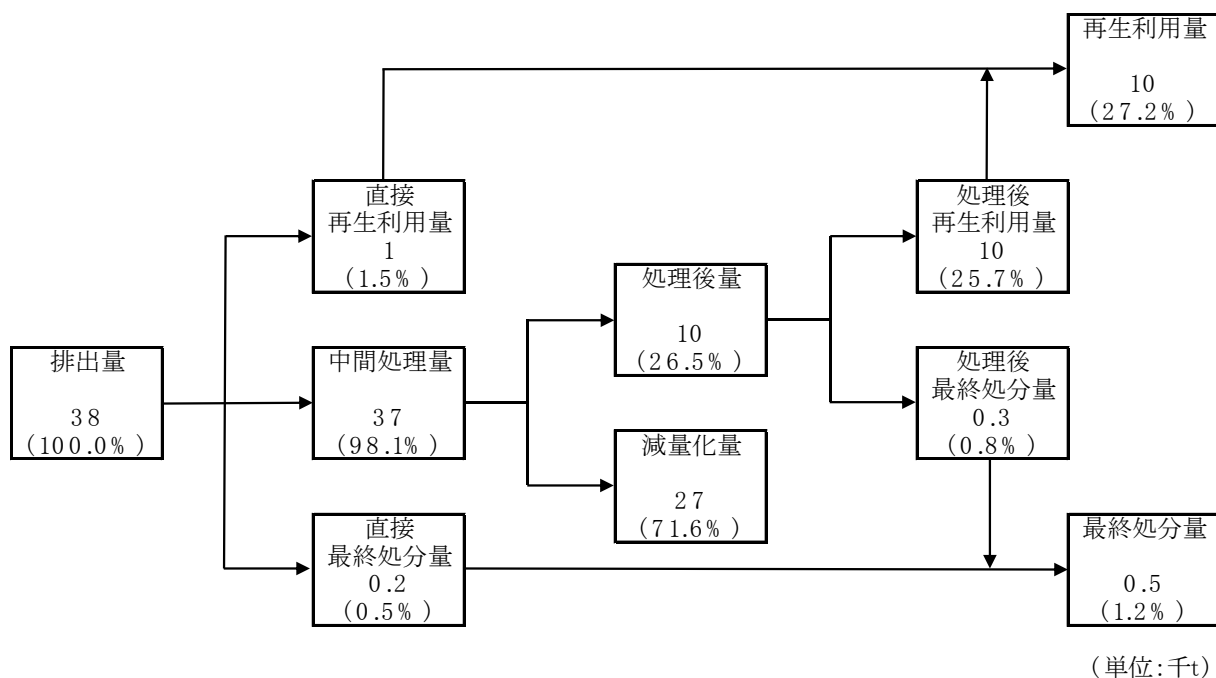 再生利用量
10
(27.2%)
直接
再生利用量
1
(1.5%)
処理後
再生利用量
10
(25.7%)
処理後量
10
(26.5%)
排出量
38
(100.0%)
中間処理量
37
(98.1%)
処理後
最終処分量
0.3
(0.8%)
減量化量
27
(71.6%)
直接
最終処分量
0.2
(0.5%)
最終処分量
0.5
(1.2%)
(単位:千t)